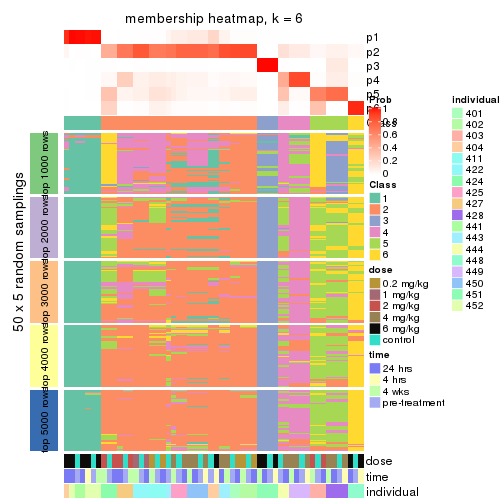 membership heatmap, k = 6
p1
p2
p3
p4
p5
p6
Class
50 x 5 random samplings
top 1000 rows
top 2000 rows
top 3000 rows
top 4000 rows
top 5000 rows
dose
time
individual
Prob
1
0.8
0.6
0.4
0.2
0
Class
1
2
3
4
5
6
dose
0.2 mg/kg
1 mg/kg
2 mg/kg
4 mg/kg
6 mg/kg
control
time
24 hrs
4 hrs
4 wks
pre-treatment
individual
401
402
403
404
411
422
424
425
427
428
441
443
444
448
449
450
451
452